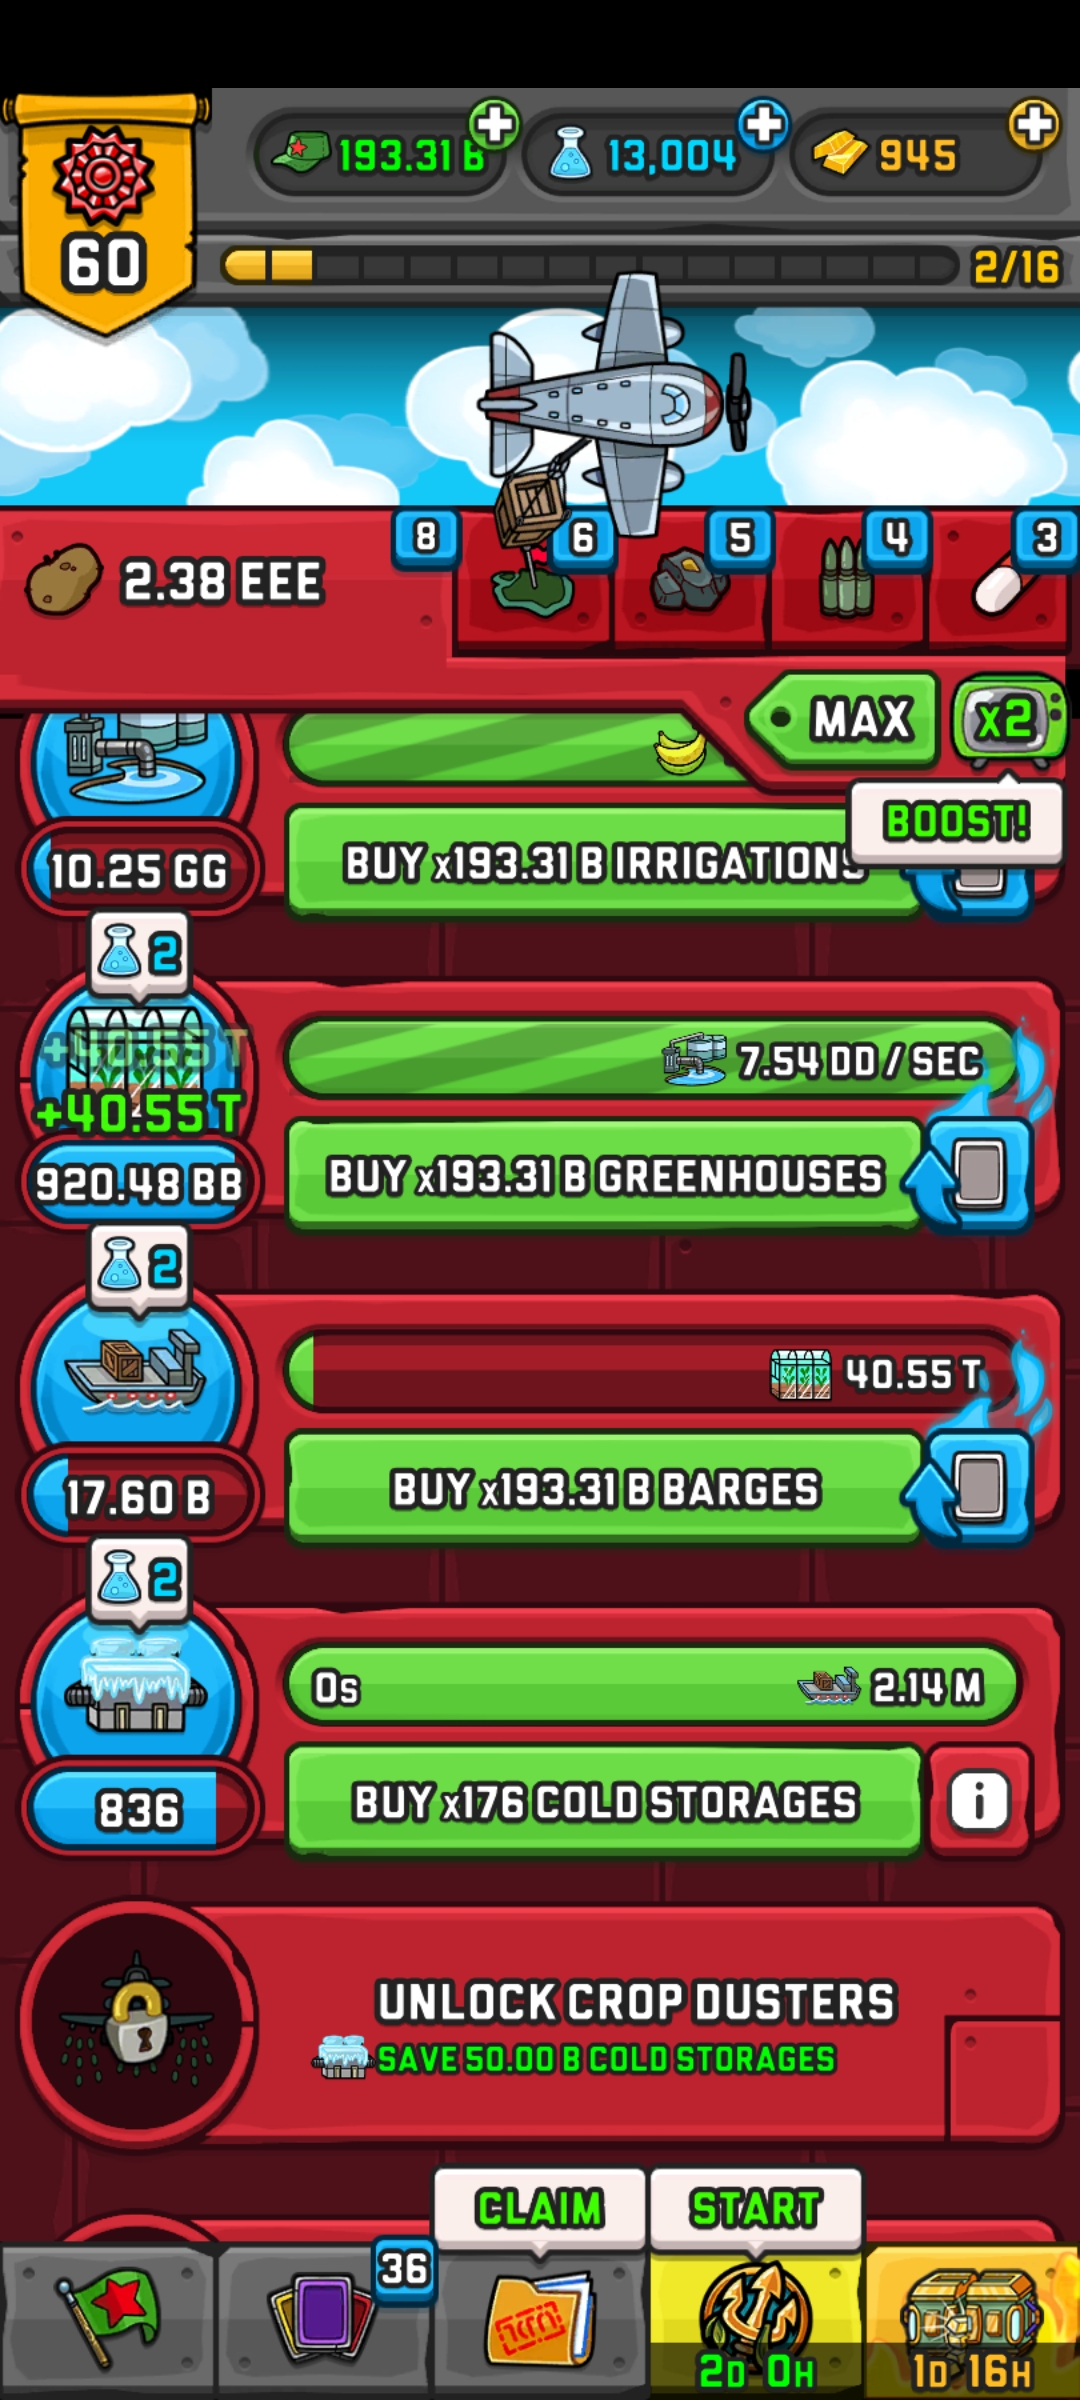 193.31 B
13,004
945
60
2/16
2.38 EEE
8
6
5
4
3
MAX
x2
BOOST!
BUY x193.31 B IRRIGATIONS
10.25 GG
2
+40.55 T
+40.55 T
920.48 BB
7.54 DD / SEC
BUY x193.31 B GREENHOUSES
2
40.55 T
17.60 B
BUY x193.31 B BARGES
2
0s
2.14 M
836
BUY x176 COLD STORAGES
i
UNLOCK CROP DUSTERS
SAVE 50.00 B COLD STORAGES
CLAIM
START
36
2D 0H
1D 16H